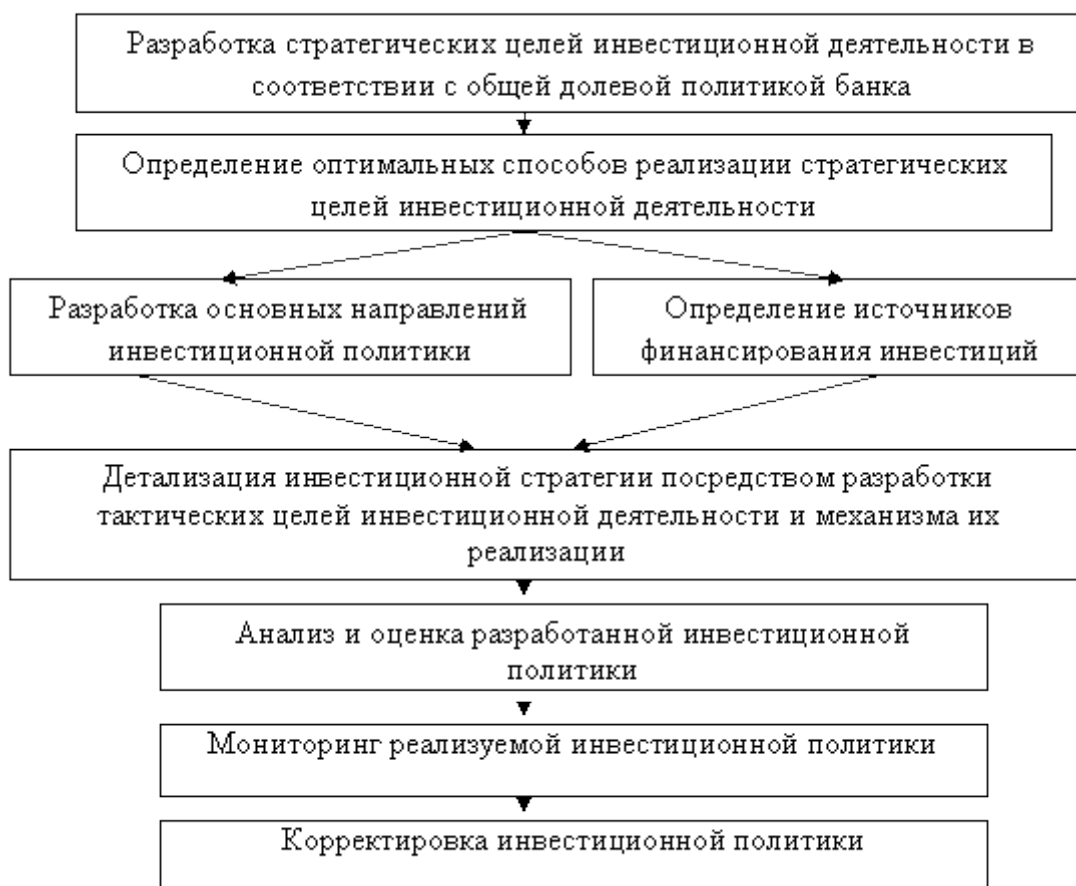 Разработка стратегических целей инвестиционной деятельности в
соответствии с общей долевой политикой банка
Определение оптимальных способов реализации стратегических
целей инвестиционной деятельности
Разработка основных направлений
инвестиционной политики
Определение источников
финансирования инвестиций
Детализация инвестиционной стратегии посредством разработки
тактических целей инвестиционной деятельности и механизма их
реализации
Анализ и оценка разработанной инвестиционной
политики
Мониторинг реализуемой инвестиционной политики
Корректировка инвестиционной политики